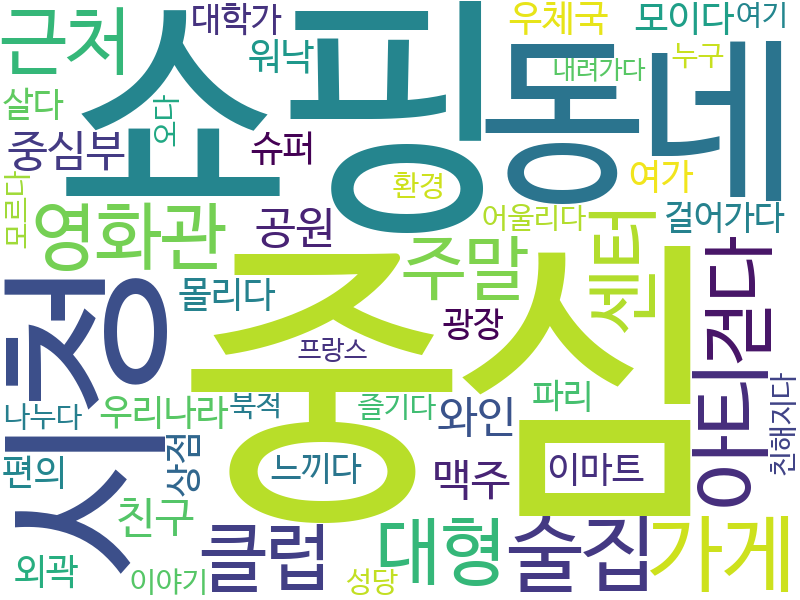 근처
대학가
워낙
우체국
모이다
여기
내려가다
누구
살다
오다
쇼핑
동네
중심부
슈퍼
환경
여가
모르다
영화관
공원
어울리다
걸어가다
주말
센터
시청
몰리다
광장
걷다
중심
프랑스
아티
나누다
우리나라
북적
즐기다
와인
파리
친해지다
편의
상점
느끼다
맥주
이마트
친구
클럽
대형
술집
가게
외곽
이야기
성당